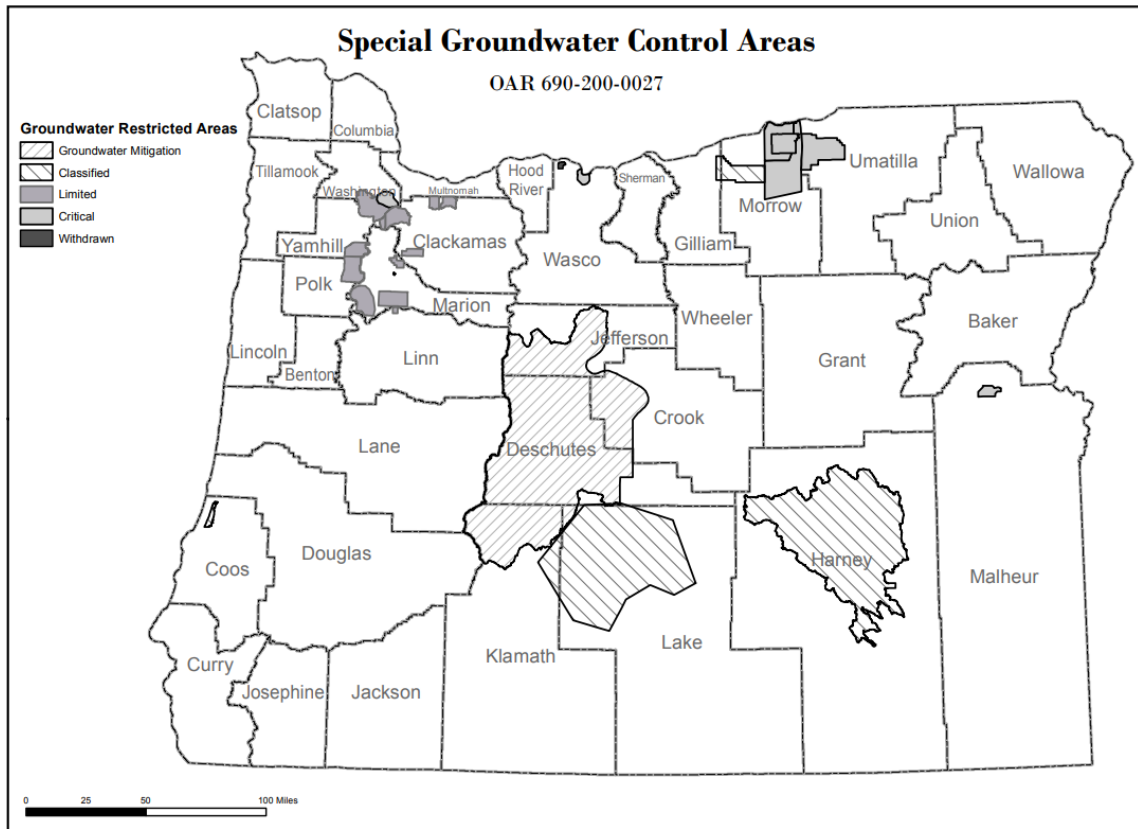 Special Groundwater Control Areas
OAR 690-200-0027
Groundwater Restricted Areas
Groundwater Mitigation
Classified
Limited
Critical
Withdrawn
Clatsop
Columbia
Tillamook
Washington
Multnomah
Hood
River
Sherman
Umatilla
Wallowa
Morrow
Union
Gilliam
Yamhill
Clackamas
Wasco
Polk
Marion
Wheeler
Baker
Jefferson
Grant
Lincoln
Linn
Benton
Crook
Lane
Deschutes
Douglas
Coos
Harney
Malheur
Lake
Klamath
Curry
Josephine
Jackson
0 25 50 100 Miles